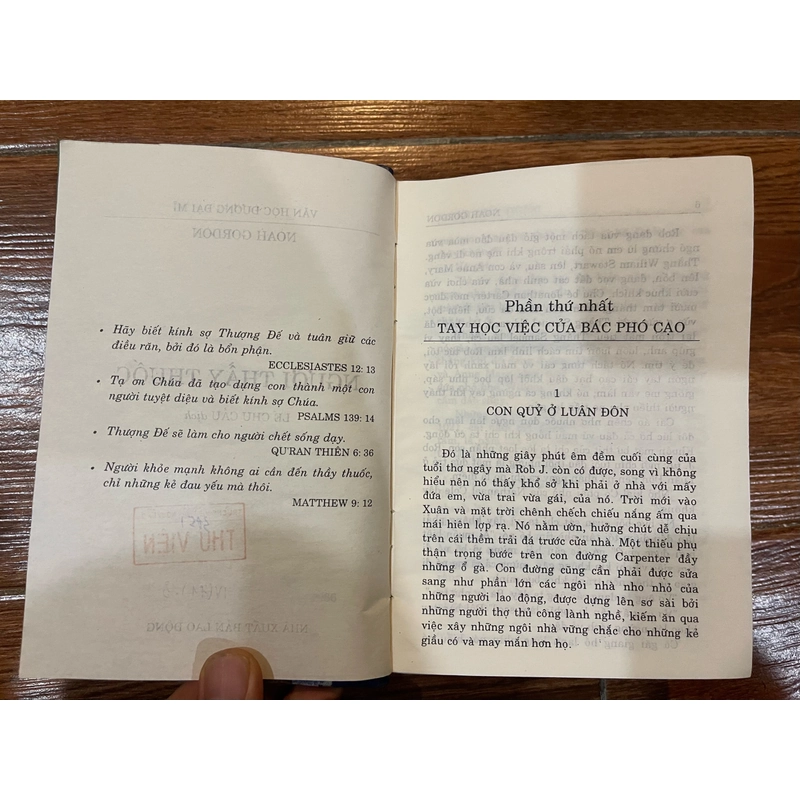 • Hãy biết kính sợ Thượng Đế và tuân giữ các
điều răn, bởi đó là bổn phận.
ECCLESIASTES 12: 13
• Tạ ơn Chúa đã tạo dựng con thành một con
người tuyệt diệu và biết kính sợ Chúa.
PSALMS 139: 14
• Thượng Đế sẽ làm cho người chết sống dạy.
QU'RAN THIÊN 6: 36
• Người khỏe mạnh không ai cần đến thầy thuốc,
chỉ những kẻ đau yếu mà thôi.
MATTHEW 9: 12
THƯ VIỆN
Phần thứ nhất
TAY HỌC VIỆC CỦA BÁC PHÓ CẠO
1
CON QUỶ Ở LUÂN ĐÔN
Đó là những giây phút êm đềm cuối cùng của
tuổi thơ ngây mà Rob J. còn có được, song vì không
hiểu nên nó thấy khổ sở khi phải ở nhà với mấy
đứa em, vừa trai vừa gái, của nó. Trời mới vào
Xuân và mặt trời chênh chếch chiếu nắng ấm qua
mái hiên lợp rạ. Nó nằm ườn, hưởng chút dễ chịu
trên cái thềm trải đá trước cửa nhà. Một thiếu phụ
thận trọng bước trên con đường Carpenter đầy
những ổ gà. Con đường cũng cần phải được sửa
sang như phần lớn các ngôi nhà nho nhỏ của
những người lao động, được dựng lên sơ sài bởi
những người thợ thủ công lành nghề, kiếm ăn qua
việc xây những ngôi nhà vững chắc cho những kẻ
giầu có và may mắn hơn họ.